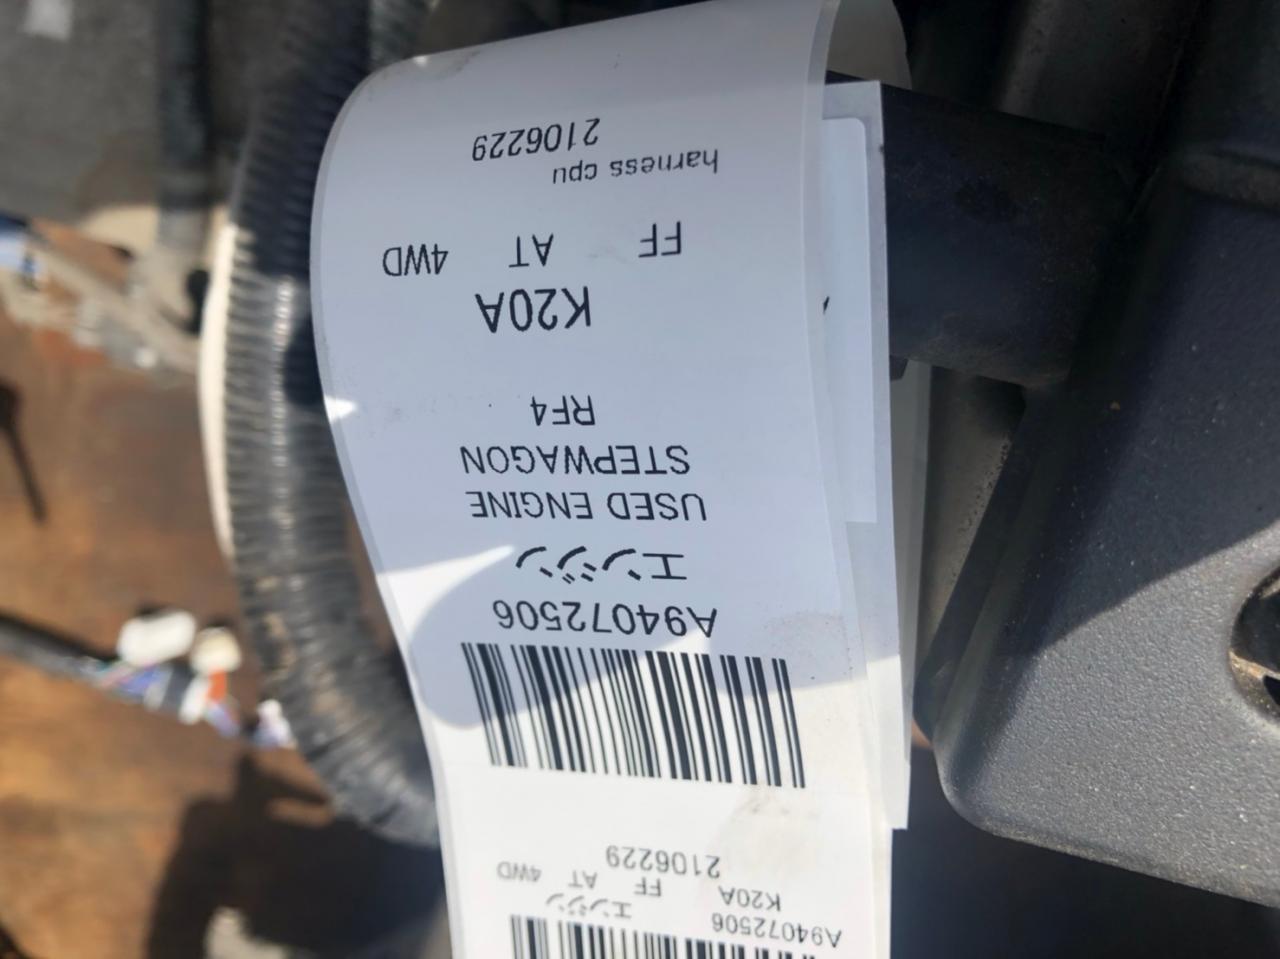 A94072506
エンジン
USED ENGINE
STEPWAGON
RF4
K20A
FF AT 4WD
harness cpu
2106229
A94072506
エンジン
K20A
FF AT 4WD
2106229